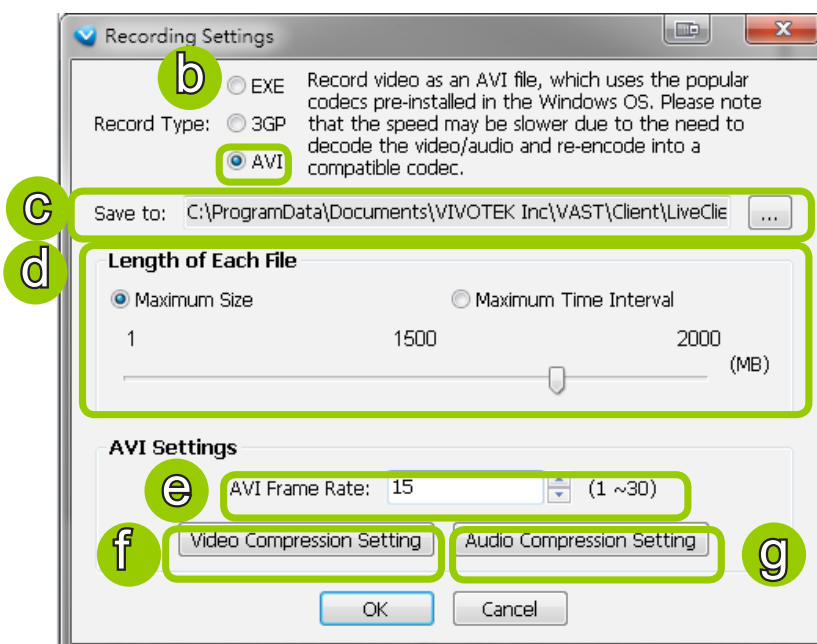 Recording Settings
b
EXE
Record Type:
3GP
AVI
Record video as an AVI file, which uses the popular
codecs pre-installed in the Windows OS. Please note
that the speed may be slower due to the need to
decode the video/audio and re-encode into a
compatible codec.
c
Save to: C:\ProgramData\Documents\VIVOTEK Inc\VAST\Client\LiveClie ...
d
Length of Each File
Maximum Size Maximum Time Interval
1 1500 2000
(MB)
AVI Settings
e
AVI Frame Rate: 15 (1 ~30)
f
Video Compression Setting Audio Compression Setting
g
OK Cancel